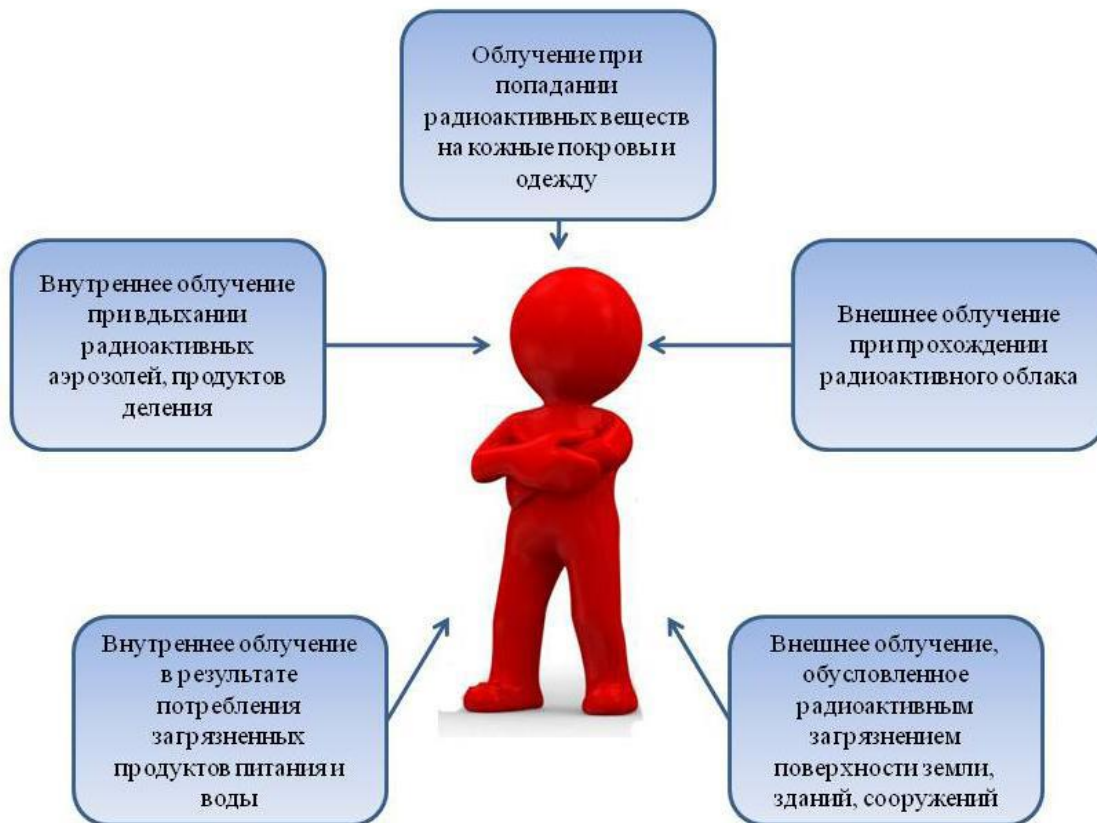 Облучение при
попадании
радиоактивных веществ
на кожные покровы и
одежду
Внутреннее облучение
при вдыхании
радиоактивных
аэрозолей, продуктов
деления
Внешнее облучение
при прохождении
радиоактивного облака
Внутреннее облучение
в результате
потребления
загрязненных
продуктов питания и
воды
Внешнее облучение,
обусловленное
радиоактивным
загрязнением
поверхности земли,
зданий, сооружений